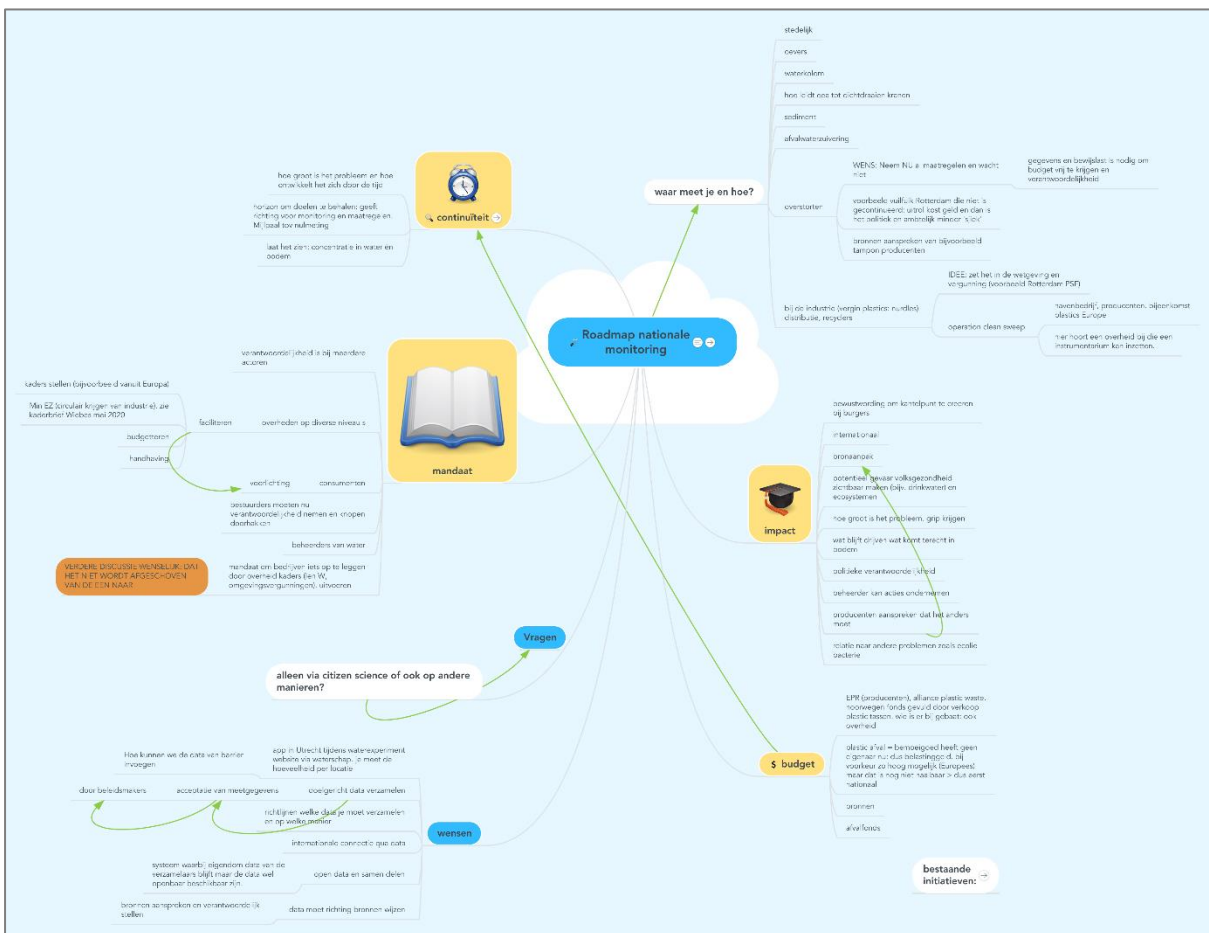 Roadmap nationale
monitoring
waar meet je en hoe?
stedelijk
oevers
waterkolom
hoe leidt dea tot dichtdraaien kranen
sediment
afvalwaterzuivering
overstorten
WENS: Neem NU al maatregelen en wacht
niet
gegevens en bewijslast is nodig om
budget vrij te krijgen en
verantwoordelijkheid
voorbeeld vuilfuik Rotterdam die niet is
gecontinueerd: uitrol kost geld en dan is
het politiek en ambtelijk minder 'sjiek'
bronnen aanspreken van bijvoorbeeld
tampon producenten
bij de industrie (vergin plastics: nurdles)
distributie, recyclers
IDEE: zet het in de wetgeving en
vergunning (voorbeeld Rotterdam PSF)
operation clean sweep
havenbedrijf, producenten, bijeenkomst
plastics Europe
hier hoort een overheid bij die een
instrumentarium kan inzetten.
continuïteit
hoe groot is het probleem en hoe
ontwikkelt het zich door de tijd
horizon om doelen te behalen: geeft
richting voor monitoring en maatregelen.
Mijlpaal tov nulmeting
laat het zien: concentratie in water en
bodem
mandaat
verantwoordelijkheid is bij meerdere
actoren
kaders stellen (bijvoorbeeld vanuit Europa)
Min EZ (circulair krijgen van industrie), zie
kaderbrief Wiebes mei 2020
budgetteren
handhaving
faciliteren
overheden op diverse niveau's
voorlichting
consumenten
bestuurders moeten nu
verantwoordelijkheid nemen en knopen
doorhakken
beheerders van water
VERDERE DISCUSSIE WENSELIJK: DAT
HET NIET WORDT AFGESCHOVEN
VAN DE EEN NAAR
mandaat om bedrijven iets op te leggen
door overheid kaders (Ien W,
omgevingsvergunningen), uitvoeren
impact
bewustwording om kantelpunt te creeren
bij burgers
internationaal
bronaanpak
potentieel gevaar volksgezondheid
zichtbaar maken (bijv. drinkwater) en
ecosystemen
hoe groot is het probleem, grip krijgen
wat blijft drijven wat komt terecht in
bodem
politieke verantwoordelijkheid
beheerder kan acties ondernemen
producenten aanspreken dat het anders
moet
relatie naar andere problemen zoals ecolie
bacterie
Vragen
alleen via citizen science of ook op andere
manieren?
$ budget
EPR (producenten), alliance plastic waste,
noorwegen fonds gevuld door verkoop
plastic tassen, wie is er bij gebaat: ook
overheid
plastic afval = bemoeigoed heeft geen
eigenaar nu: dus belastinggeld, bij
voorkeur zo hoog mogelijk (Europees)
maar dat is nog niet haalbaar > dus eerst
nationaal
bronnen
afvalfonds
wensen
Hoe kunnen we de data van barrier
invoegen
app in Utrecht tijdens waterexperiment
website via waterschap, je meet de
hoeveelheid per locatie
door beleidsmakers
acceptatie van meetgegevens
doelgericht data verzamelen
richtlijnen welke data je moet verzamelen
en op welke manier
internationale connectie qua data
systeem waarbij eigendom data van de
verzamelaars blijft maar de data wel
openbaar beschikbaar zijn
open data en samen delen
bronnen aanspreken en verantwoordelijk
stellen
data moet richting bronnen wijzen
bestaande
initiatieven: